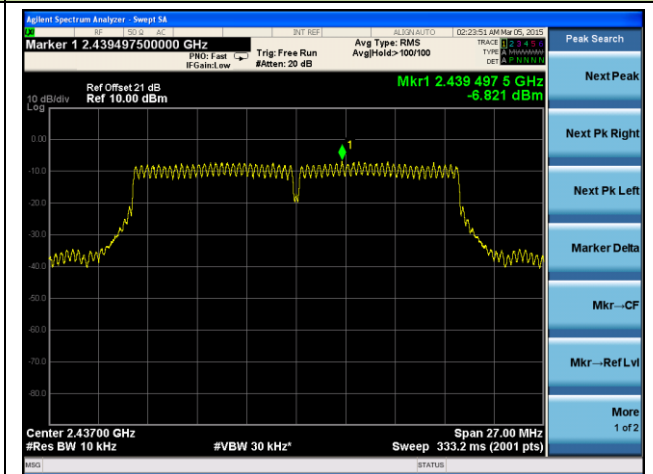 Agilent Spectrum Analyzer - Swept SA
RF 50 Ω AC INT REF ALIGN AUTO 02:23:51 AM Mar 05, 2015
Marker 1 2.439497500000 GHz
PNO: Fast
IFGain:Low
Trig: Free Run
#Atten: 20 dB
Avg Type: RMS
Avg|Hold>100/100
TRACE 1 2 3 4 5 6
TYPE A
DET A P N N N N
Peak Search
Ref Offset 21 dB
Mkr1 2.439 497 5 GHz
10 dB/div Ref 10.00 dBm
-6.821 dBm
Log
Next Peak
0.00
1
Next Pk Right
-10.0
Next Pk Left
-20.0
-30.0
Marker Delta
-40.0
-50.0
Mkr→CF
-60.0
Mkr→Ref Lvl
-70.0
-80.0
More
1 of 2
Center 2.43700 GHz
Span 27.00 MHz
#Res BW 10 kHz
#VBW 30 kHz*
Sweep 333.2 ms (2001 pts)
MSG
STATUS